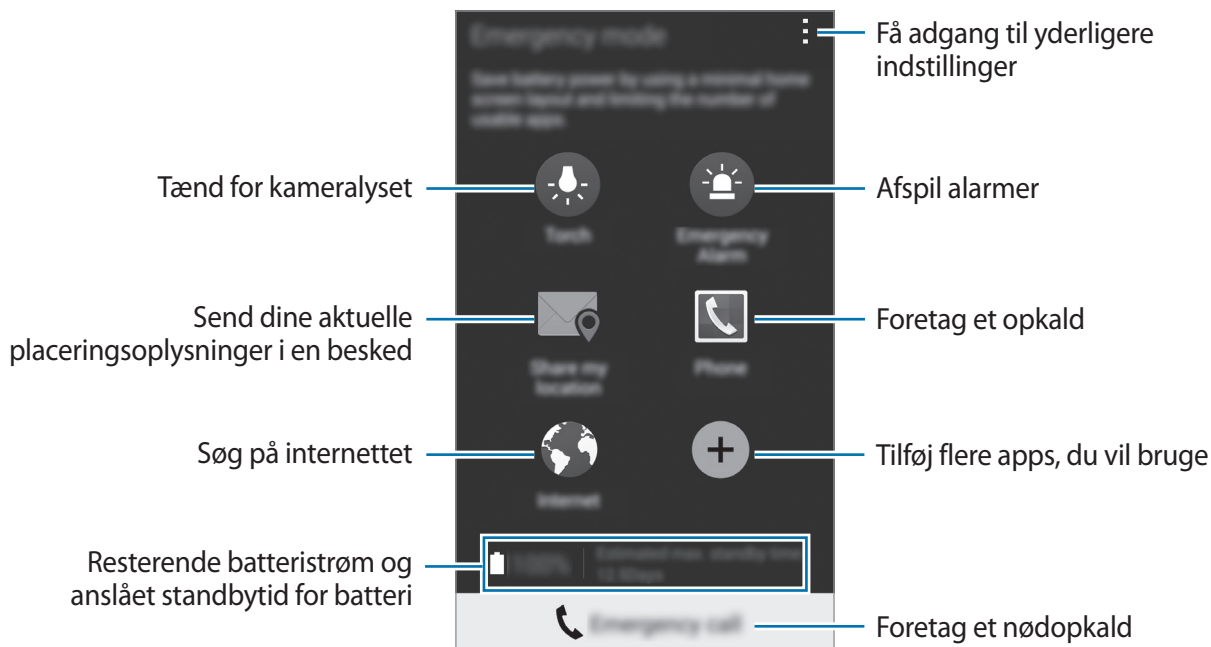 Emergency mode
Få adgang til yderligere
indstillinger
Save battery power by using a minimal home
screen layout and limiting the number of
usable apps.
Tænd for kameralyset
Afspil alarmer
Torch
Emergency
Alarm
Send dine aktuelle
placeringsoplysninger i en besked
Foretag et opkald
Share my
location
Phone
Søg på internettet
Tilføj flere apps, du vil bruge
Internet
Resterende batteristrøm og
anslået standbytid for batteri
100%
Estimated max. standby time
Foretag et nødopkald
Emergency call